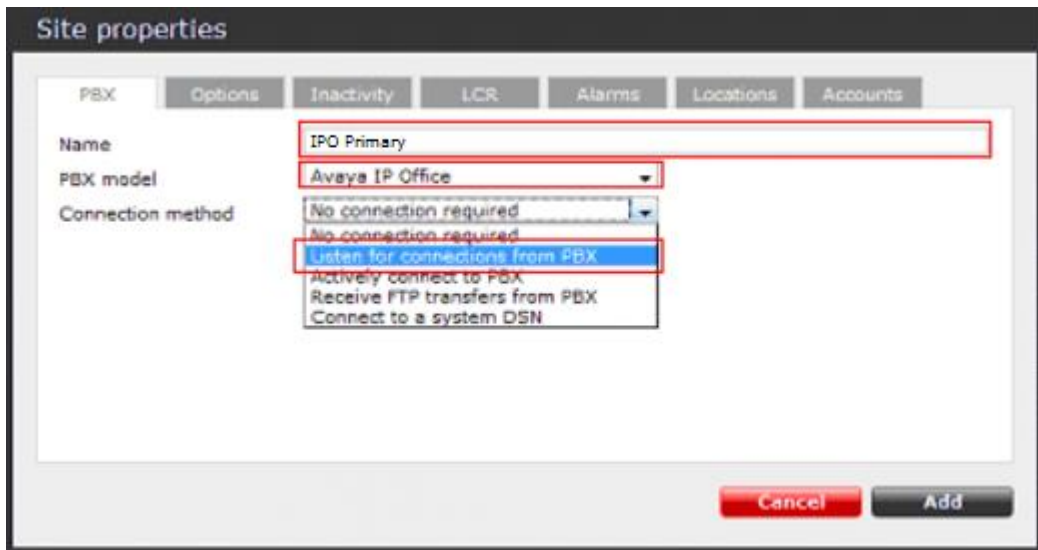 Site properties
PBX Options Inactivity LCR Alarms Locations Accounts
Name IPO Primary
PBX model Avaya IP Office
Connection method No connection required
No connection required
Listen for connections from PBX
Actively connect to PBX
Receive FTP transfers from PBX
Connect to a system DSN
Cancel Add